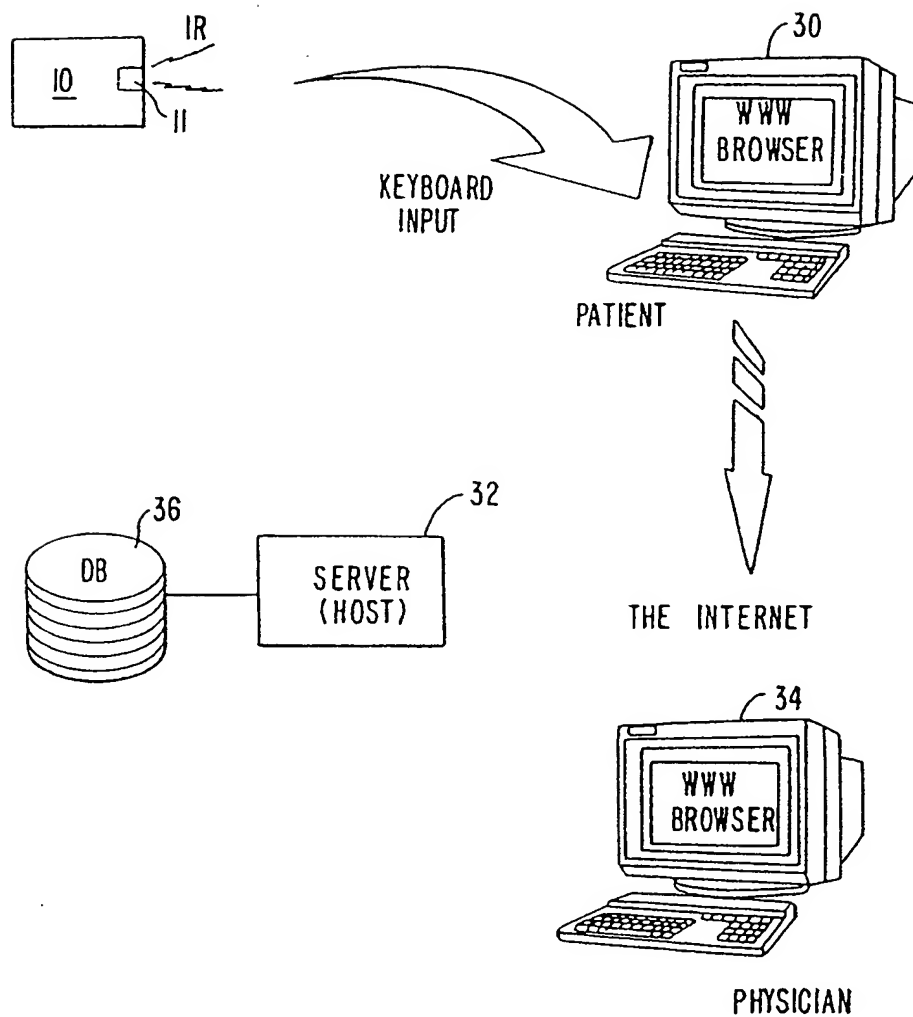 IR
10
11
30
WWW
BROWSER
KEYBOARD
INPUT
PATIENT
36
DB
32
SERVER
(HOST)
THE INTERNET
34
WWW
BROWSER
PHYSICIAN